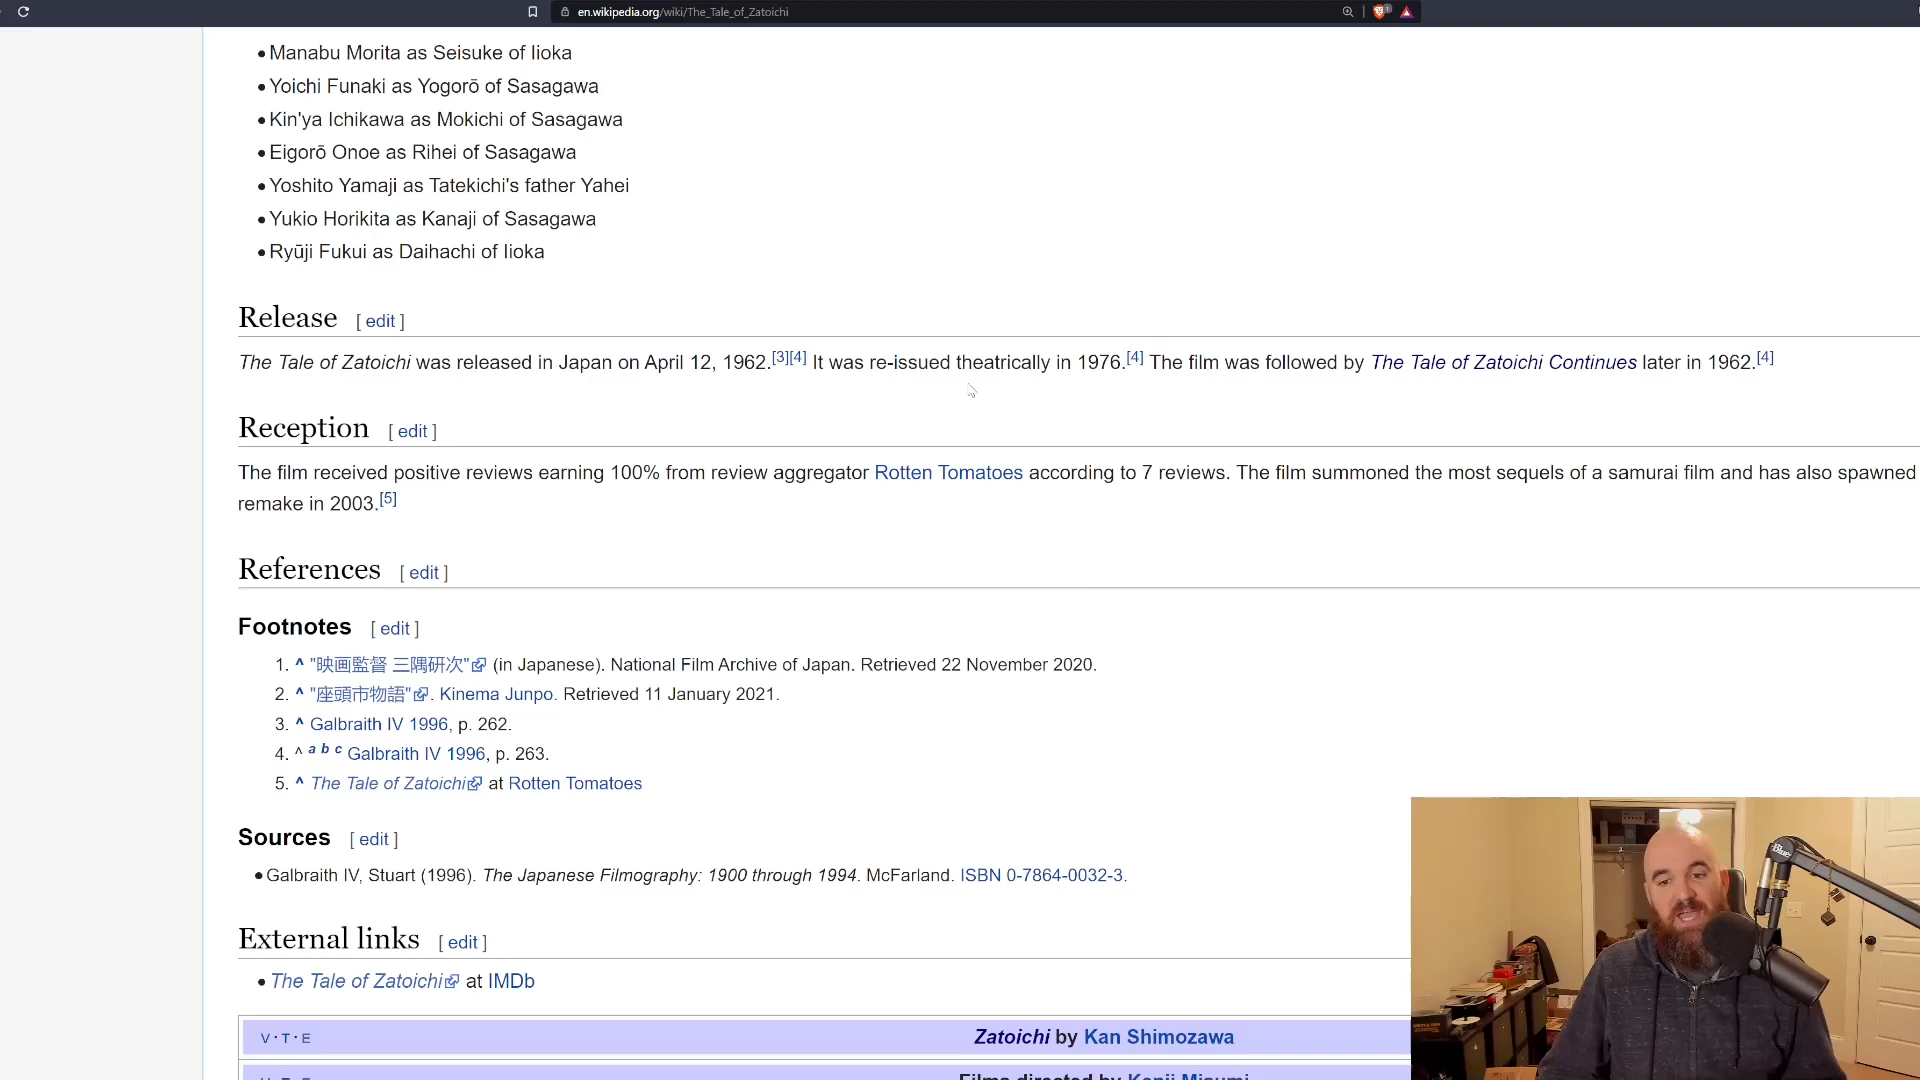 en.wikipedia.org/wiki/The_Tale_of_Zatoichi
• Manabu Morita as Seisuke of Iioka
• Yoichi Funaki as Yogorō of Sasagawa
• Kin'ya Ichikawa as Mokichi of Sasagawa
• Eigorō Onoe as Rihei of Sasagawa
• Yoshito Yamaji as Tatekichi's father Yahei
• Yukio Horikita as Kanaji of Sasagawa
• Ryūji Fukui as Daihachi of Iioka
Release [ edit ]
The Tale of Zatoichi was released in Japan on April 12, 1962.[3][4] It was re-issued theatrically in 1976.[4] The film was followed by The Tale of Zatoichi Continues later in 1962.[4]
Reception [ edit ]
The film received positive reviews earning 100% from review aggregator Rotten Tomatoes according to 7 reviews. The film summoned the most sequels of a samurai film and has also spawned
remake in 2003.[5]
References [ edit ]
Footnotes [ edit ]
1. ^ "映画監督 三隅研次" (in Japanese). National Film Archive of Japan. Retrieved 22 November 2020.
2. ^ "座頭市物語". Kinema Junpo. Retrieved 11 January 2021.
3. ^ Galbraith IV 1996, p. 262.
4. ^ a b c Galbraith IV 1996, p. 263.
5. ^ The Tale of Zatoichi at Rotten Tomatoes
Sources [ edit ]
• Galbraith IV, Stuart (1996). The Japanese Filmography: 1900 through 1994. McFarland. ISBN 0-7864-0032-3.
External links [ edit ]
• The Tale of Zatoichi at IMDb
V·T·E Zatoichi by Kan Shimozawa
V·T·E Films directed by Kenji Misumi
Blue